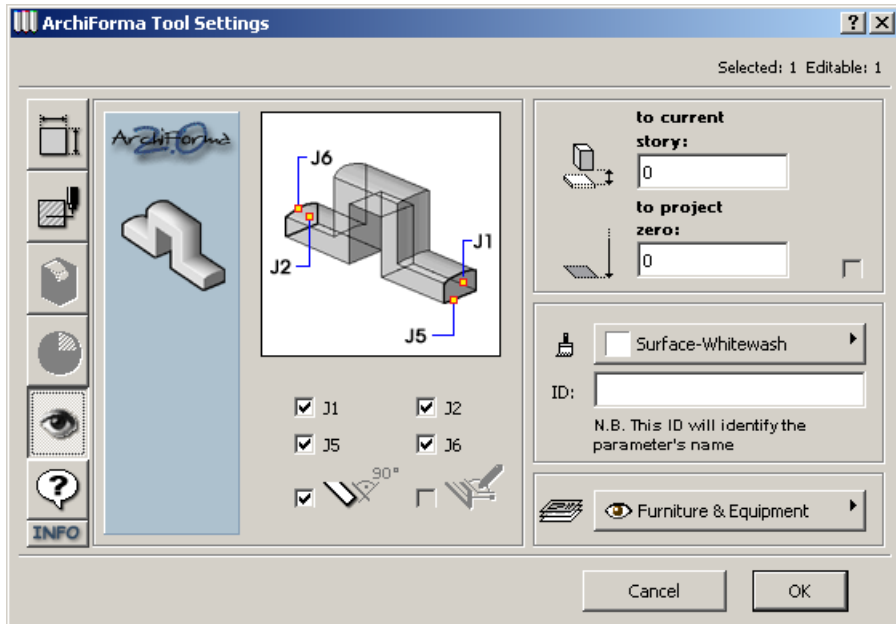 ArchiForma Tool Settings
Selected: 1 Editable: 1
ArchiForma
2.0
J6
J2
J1
J5
J1
J2
J5
J6
90°
INFO
to current
story:
0
to project
zero:
0
Surface-Whitewash
ID:
N.B. This ID will identify the
parameter's name
Furniture & Equipment
Cancel
OK